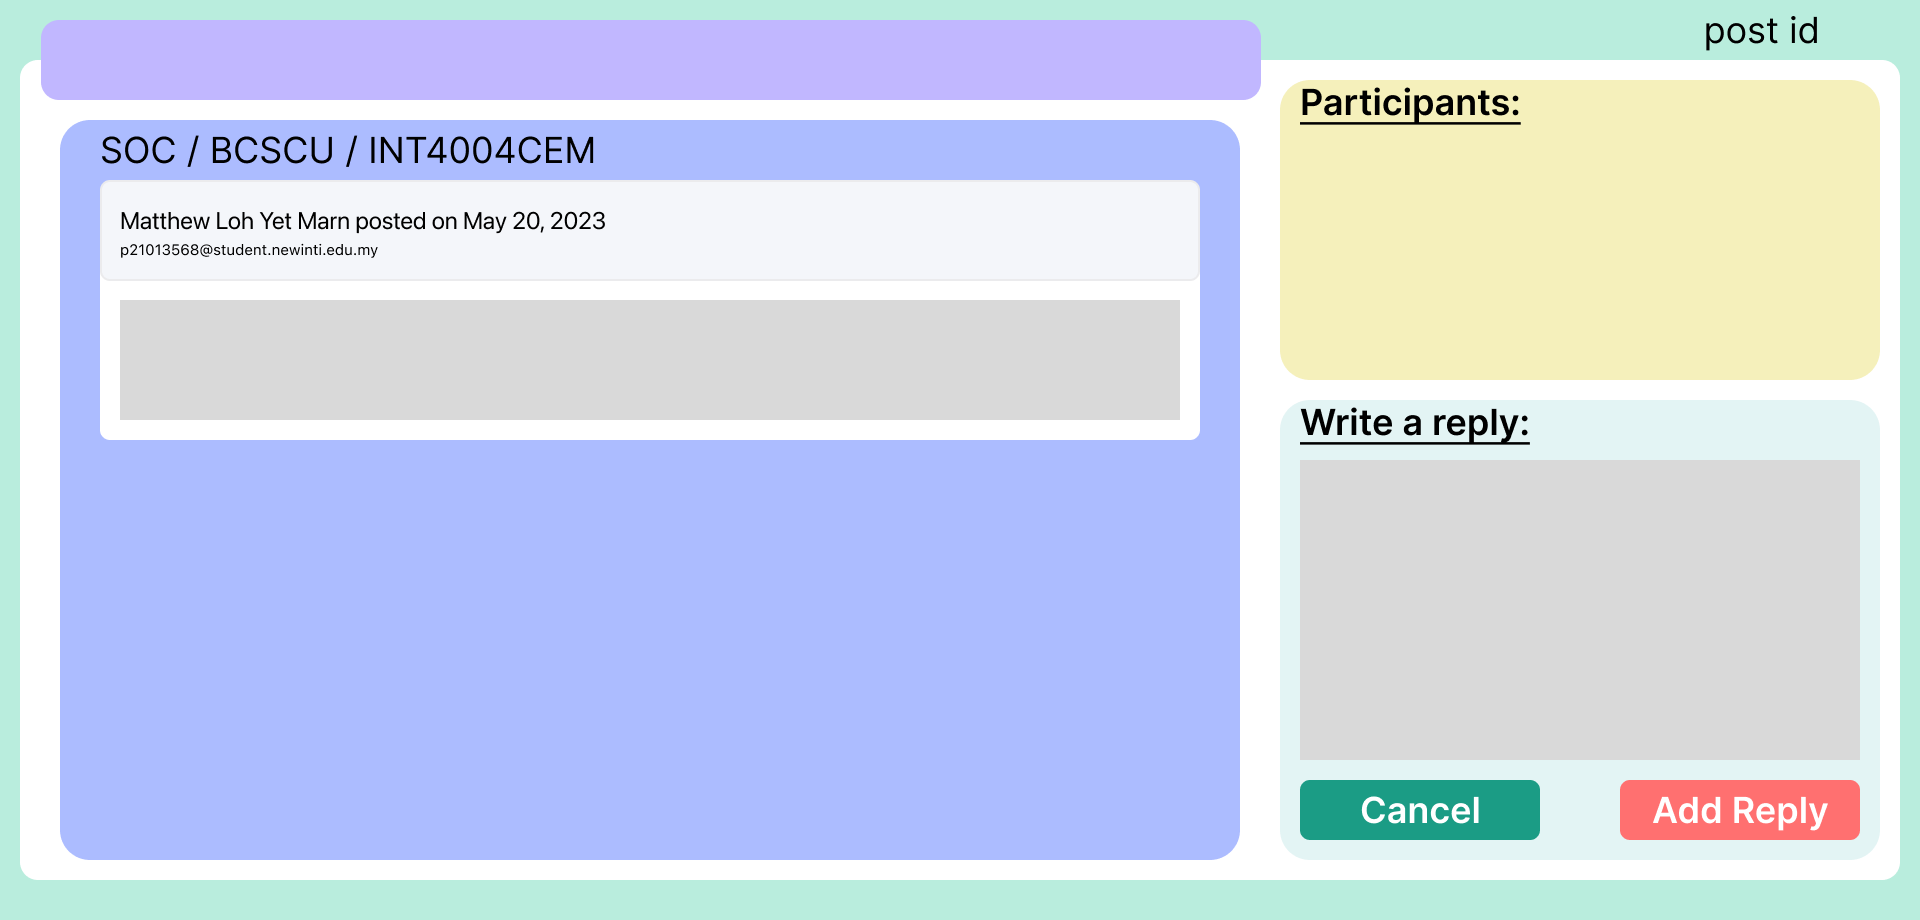 post id
SOC / BCSCU / INT4004CEM
Matthew Loh Yet Marn posted on May 20, 2023
p21013568@student.newinti.edu.my
Participants:
Write a reply:
Cancel
Add Reply